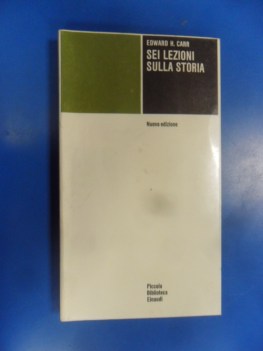 EDWARD H. CARR
SEI LEZIONI
SULLA STORIA
Nuova edizione
Piccola
Biblioteca
Einaudi